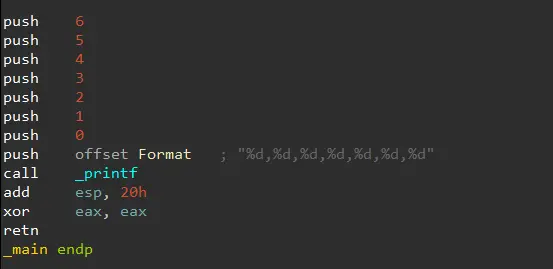 push 6
push 5
push 4
push 3
push 2
push 1
push 0
push offset Format ; "%d,%d,%d,%d,%d,%d,%d"
call _printf
add esp, 20h
xor eax, eax
retn
_main endp